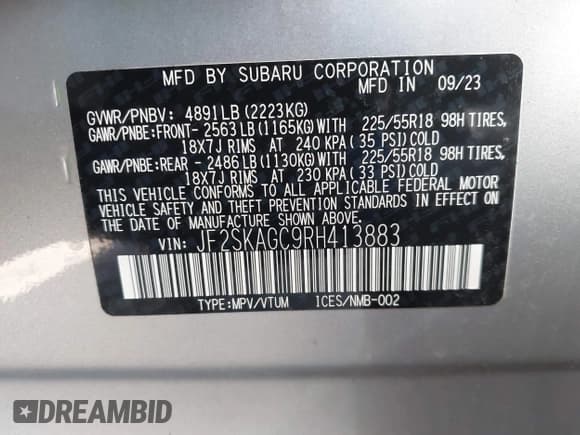 MFD BY SUBARU CORPORATION
MFD IN 09/23
GVWR/PNBV: 4891LB(2223KG)
GAWR/PNBE:FRONT- 2563LB(1165KG)WITH 225/55R18 98H TIRES,
18X7J RIMS AT 240 KPA(35 PSI)COLD
GAWR/PNBE:REAR - 2486LB(1130KG)WITH 225/55R18 98H TIRES,
18X7J RIMS AT 230 KPA(33 PSI)COLD
THIS VEHICLE CONFORMS TO ALL APPLICABLE FEDERAL MOTOR
VEHICLE SAFETY AND THEFT PREVENTION STANDARDS IN EFFECT ON
THE DATE OF MANUFACTURE SHOWN ABOVE.
VIN: JF2SKAGC9RH413883
TYPE:MPV/VTUM ICES/NMB-002
DREAMBID